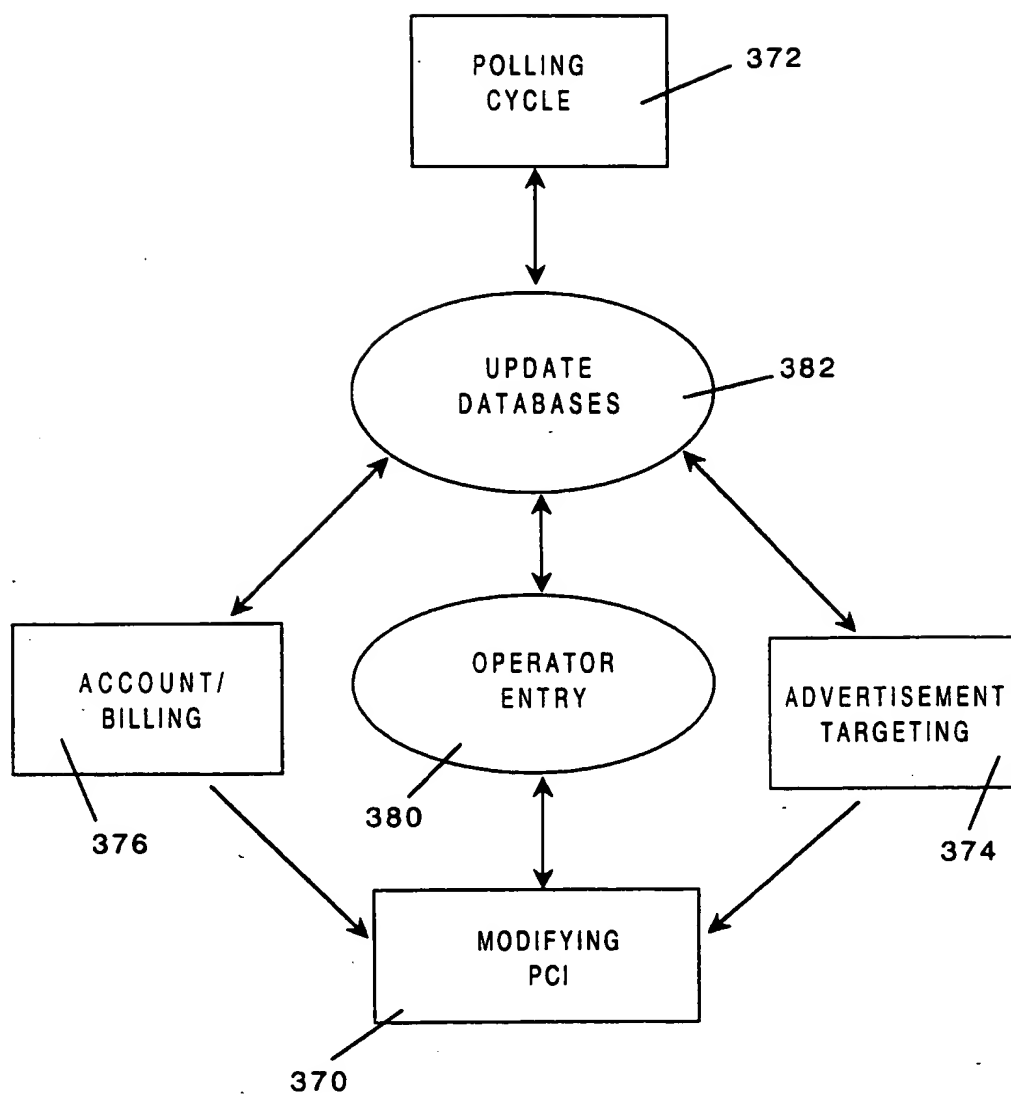 POLLING
CYCLE
372
UPDATE
DATABASES
382
ACCOUNT/
BILLING
376
OPERATOR
ENTRY
380
ADVERTISEMENT
TARGETING
374
MODIFYING
PCI
370